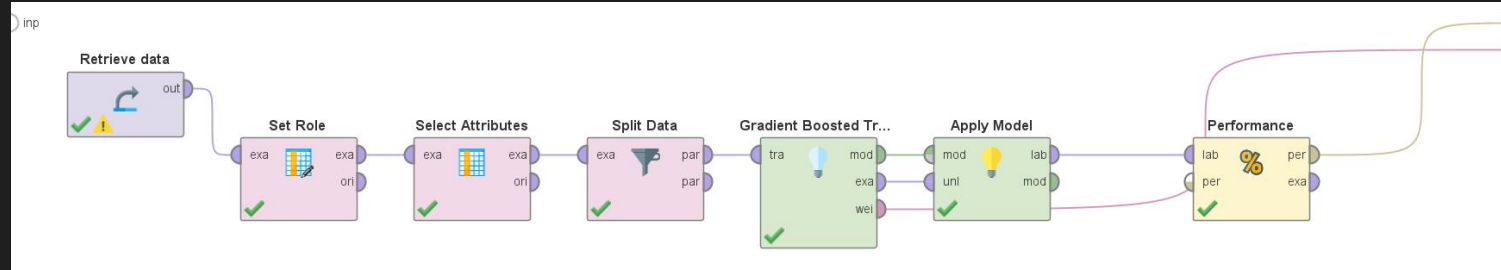 inp
Retrieve data
out
Set Role
exa
exa
ori
Select Attributes
exa
exa
ori
Split Data
exa
par
par
Gradient Boosted Tr...
tra
mod
exa
wei
Apply Model
mod
lab
unl
mod
Performance
%
lab
per
per
exa